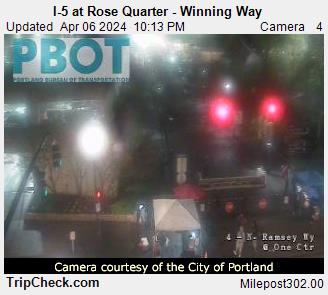 I-5 at Rose Quarter - Winning Way
Updated Apr 06 2024 10:13 PM Camera 4
PBOT
PORTLAND BUREAU OF TRANSPORTATION
4 - N. Ramsey Wy
@ One Ctr
Camera courtesy of the City of Portland
TripCheck.com Milepost302.00